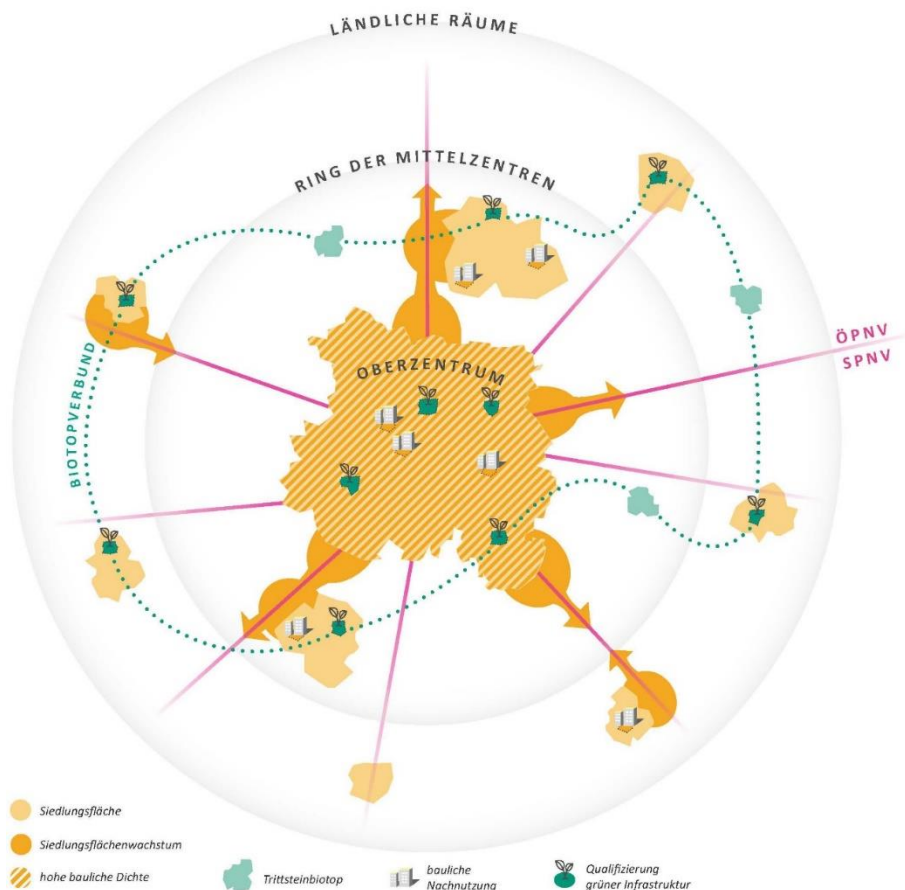 LÄNDLICHE RÄUME
RING DER MITTELZENTREN
OBERZENTRUM
BIOTOPVERBUND
ÖPNV
SPNV
Siedlungsfläche
Siedlungsflächenwachstum
hohe bauliche Dichte
Trittsteinbiotop
bauliche
Nachnutzung
Qualifizierung
grüner Infrastruktur